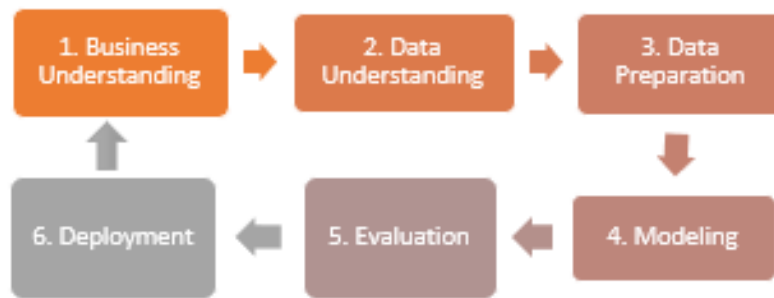 1. Business
Understanding
2. Data
Understanding
3. Data
Preparation
4. Modeling
5. Evaluation
6. Deployment